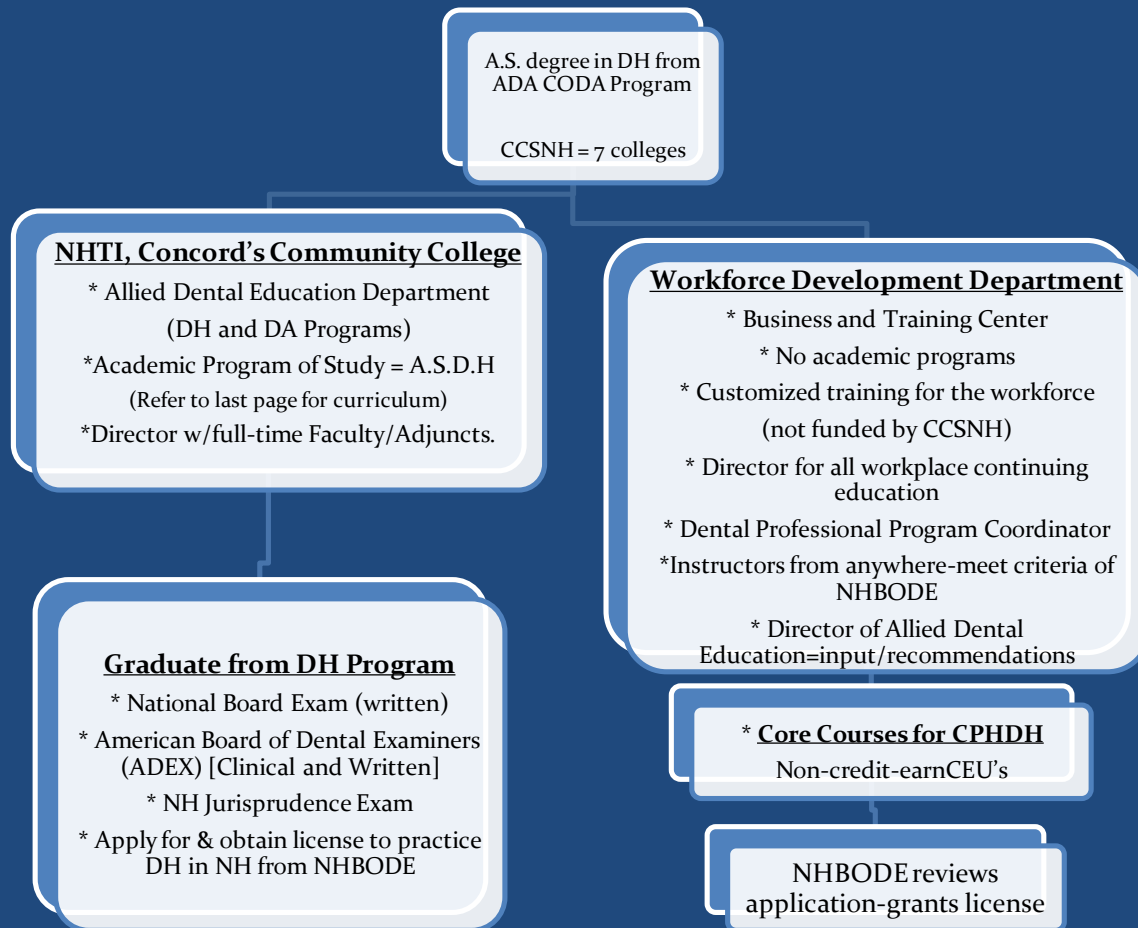 A.S. degree in DH from
ADA CODA Program
CCSNH = 7 colleges
NHTI, Concord's Community College
* Allied Dental Education Department
(DH and DA Programs)
*Academic Program of Study = A.S.D.H
(Refer to last page for curriculum)
*Director w/full-time Faculty/Adjuncts.
Graduate from DH Program
* National Board Exam (written)
* American Board of Dental Examiners
(ADEX) [Clinical and Written]
* NH Jurisprudence Exam
* Apply for & obtain license to practice
DH in NH from NHBODE
Workforce Development Department
* Business and Training Center
* No academic programs
* Customized training for the workforce
(not funded by CCSNH)
* Director for all workplace continuing
education
* Dental Professional Program Coordinator
*Instructors from anywhere-meet criteria of
NHBODE
* Director of Allied Dental
Education=input/recommendations
* Core Courses for CPHDH
Non-credit-earnCEU's
NHBODE reviews
application-grants license